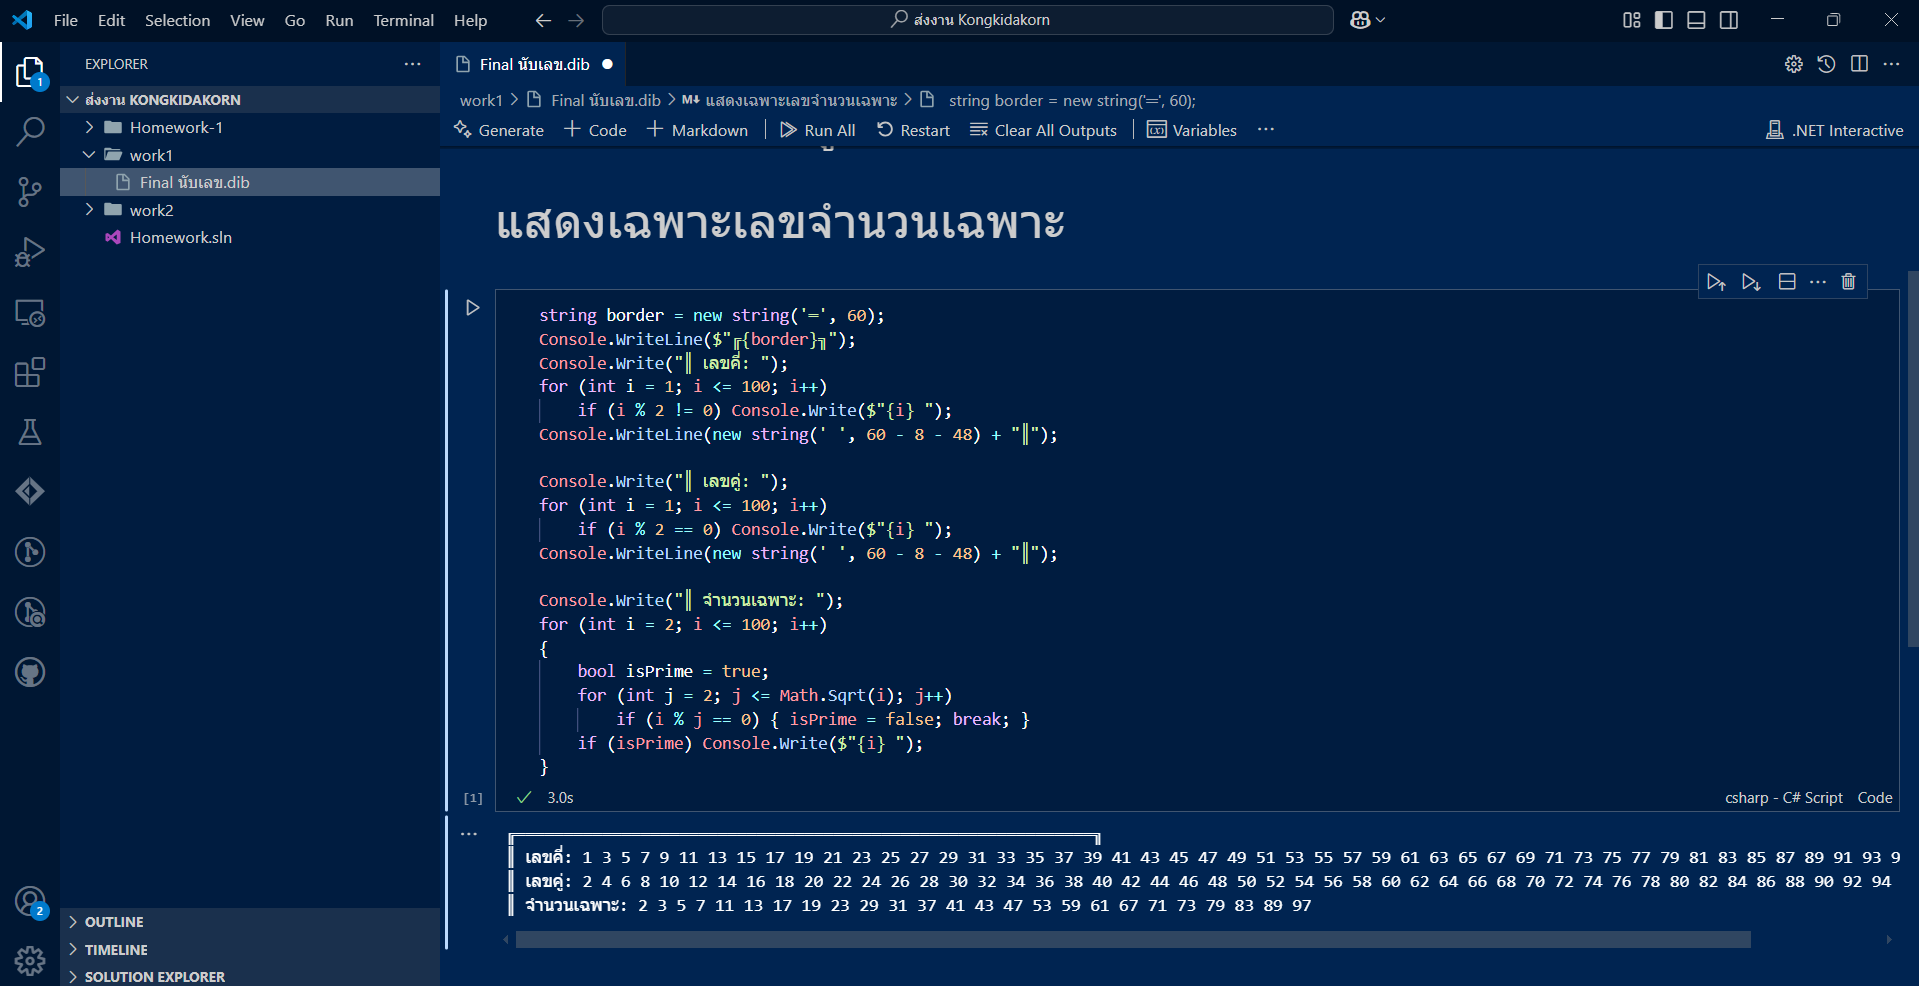 File Edit Selection View Go Run Terminal Help
ส่งงาน Kongkidakorn
EXPLORER
ส่งงาน KONGKIDAKORN
Homework-1
work1
Final นับเลข.dib
work2
Homework.sln
OUTLINE
TIMELINE
SOLUTION EXPLORER
1
2
Final นับเลข.dib
work1 > Final นับเลข.dib > แสดงเฉพาะเลขจำนวนเฉพาะ > string border = new string('═', 60);
Generate + Code + Markdown Run All Restart Clear All Outputs Variables ... .NET Interactive
แสดงเฉพาะเลขจำนวนเฉพาะ
string border = new string('═', 60);
Console.WriteLine($"╔{border}╗");
Console.Write("║ เลขคี่: ");
for (int i = 1; i <= 100; i++)
if (i % 2 != 0) Console.Write($"{i} ");
Console.WriteLine(new string(' ', 60 - 8 - 48) + "║");
Console.Write("║ เลขคู่: ");
for (int i = 1; i <= 100; i++)
if (i % 2 == 0) Console.Write($"{i} ");
Console.WriteLine(new string(' ', 60 - 8 - 48) + "║");
Console.Write("║ จำนวนเฉพาะ: ");
for (int i = 2; i <= 100; i++)
{
bool isPrime = true;
for (int j = 2; j <= Math.Sqrt(i); j++)
if (i % j == 0) { isPrime = false; break; }
if (isPrime) Console.Write($"{i} ");
}
[1] 3.0s csharp - C# Script Code
╔════════════════════════════════════════════════════════════╗
║ เลขคี่: 1 3 5 7 9 11 13 15 17 19 21 23 25 27 29 31 33 35 37 39 41 43 45 47 49 51 53 55 57 59 61 63 65 67 69 71 73 75 77 79 81 83 85 87 89 91 93 9
║ เลขคู่: 2 4 6 8 10 12 14 16 18 20 22 24 26 28 30 32 34 36 38 40 42 44 46 48 50 52 54 56 58 60 62 64 66 68 70 72 74 76 78 80 82 84 86 88 90 92 94
║ จำนวนเฉพาะ: 2 3 5 7 11 13 17 19 23 29 31 37 41 43 47 53 59 61 67 71 73 79 83 89 97